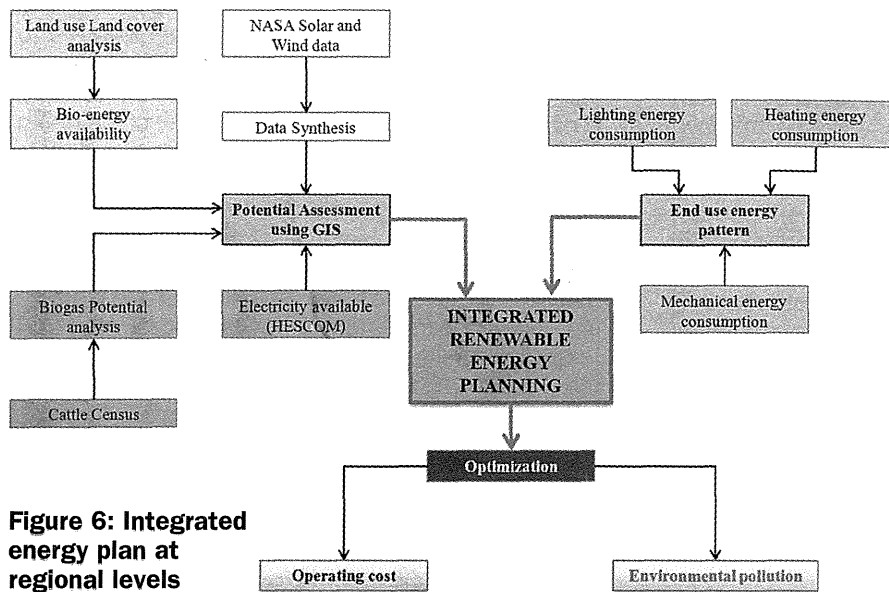 Land use Land cover
analysis
NASA Solar and
Wind data
Bio-energy
availability
Data Synthesis
Lighting energy
consumption
Heating energy
consumption
Potential Assessment
using GIS
End use energy
pattern
Biogas Potential
analysis
Electricity available
(HESCOM)
Mechanical energy
consumption
INTEGRATED
RENEWABLE
ENERGY
PLANNING
Cattle Census
Optimization
Operating cost
Environmental pollution
Figure 6: Integrated
energy plan at
regional levels